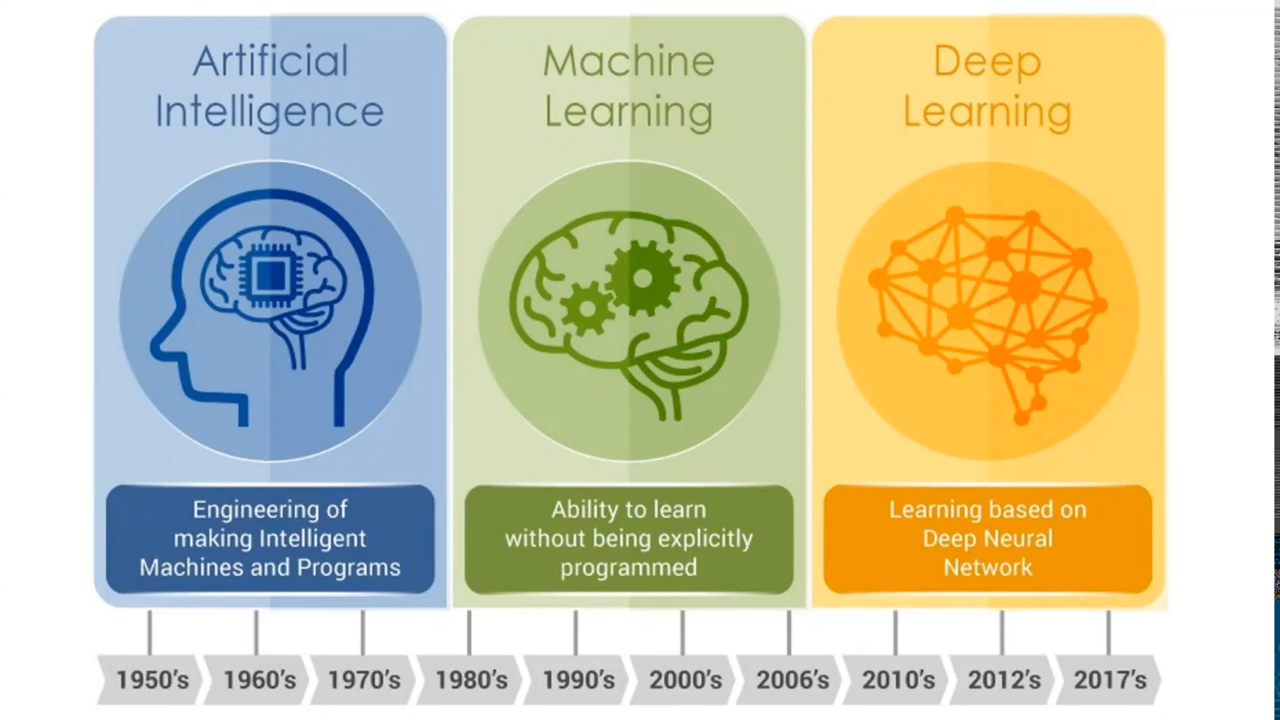 Artificial
Intelligence
Engineering of
making Intelligent
Machines and Programs
Machine
Learning
Ability to learn
without being explicitly
programmed
Deep
Learning
Learning based on
Deep Neural
Network
1950's 1960's 1970's 1980's 1990's 2000's 2006's 2010's 2012's 2017's